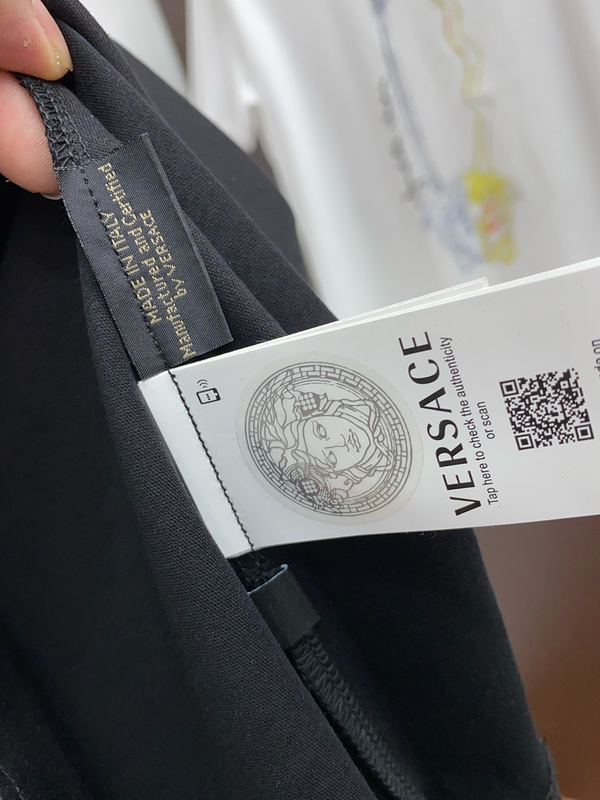 MADE IN ITALY
Manufactured and Certified
by VERSACE
VERSACE
Tap here to check the authenticity
or scan